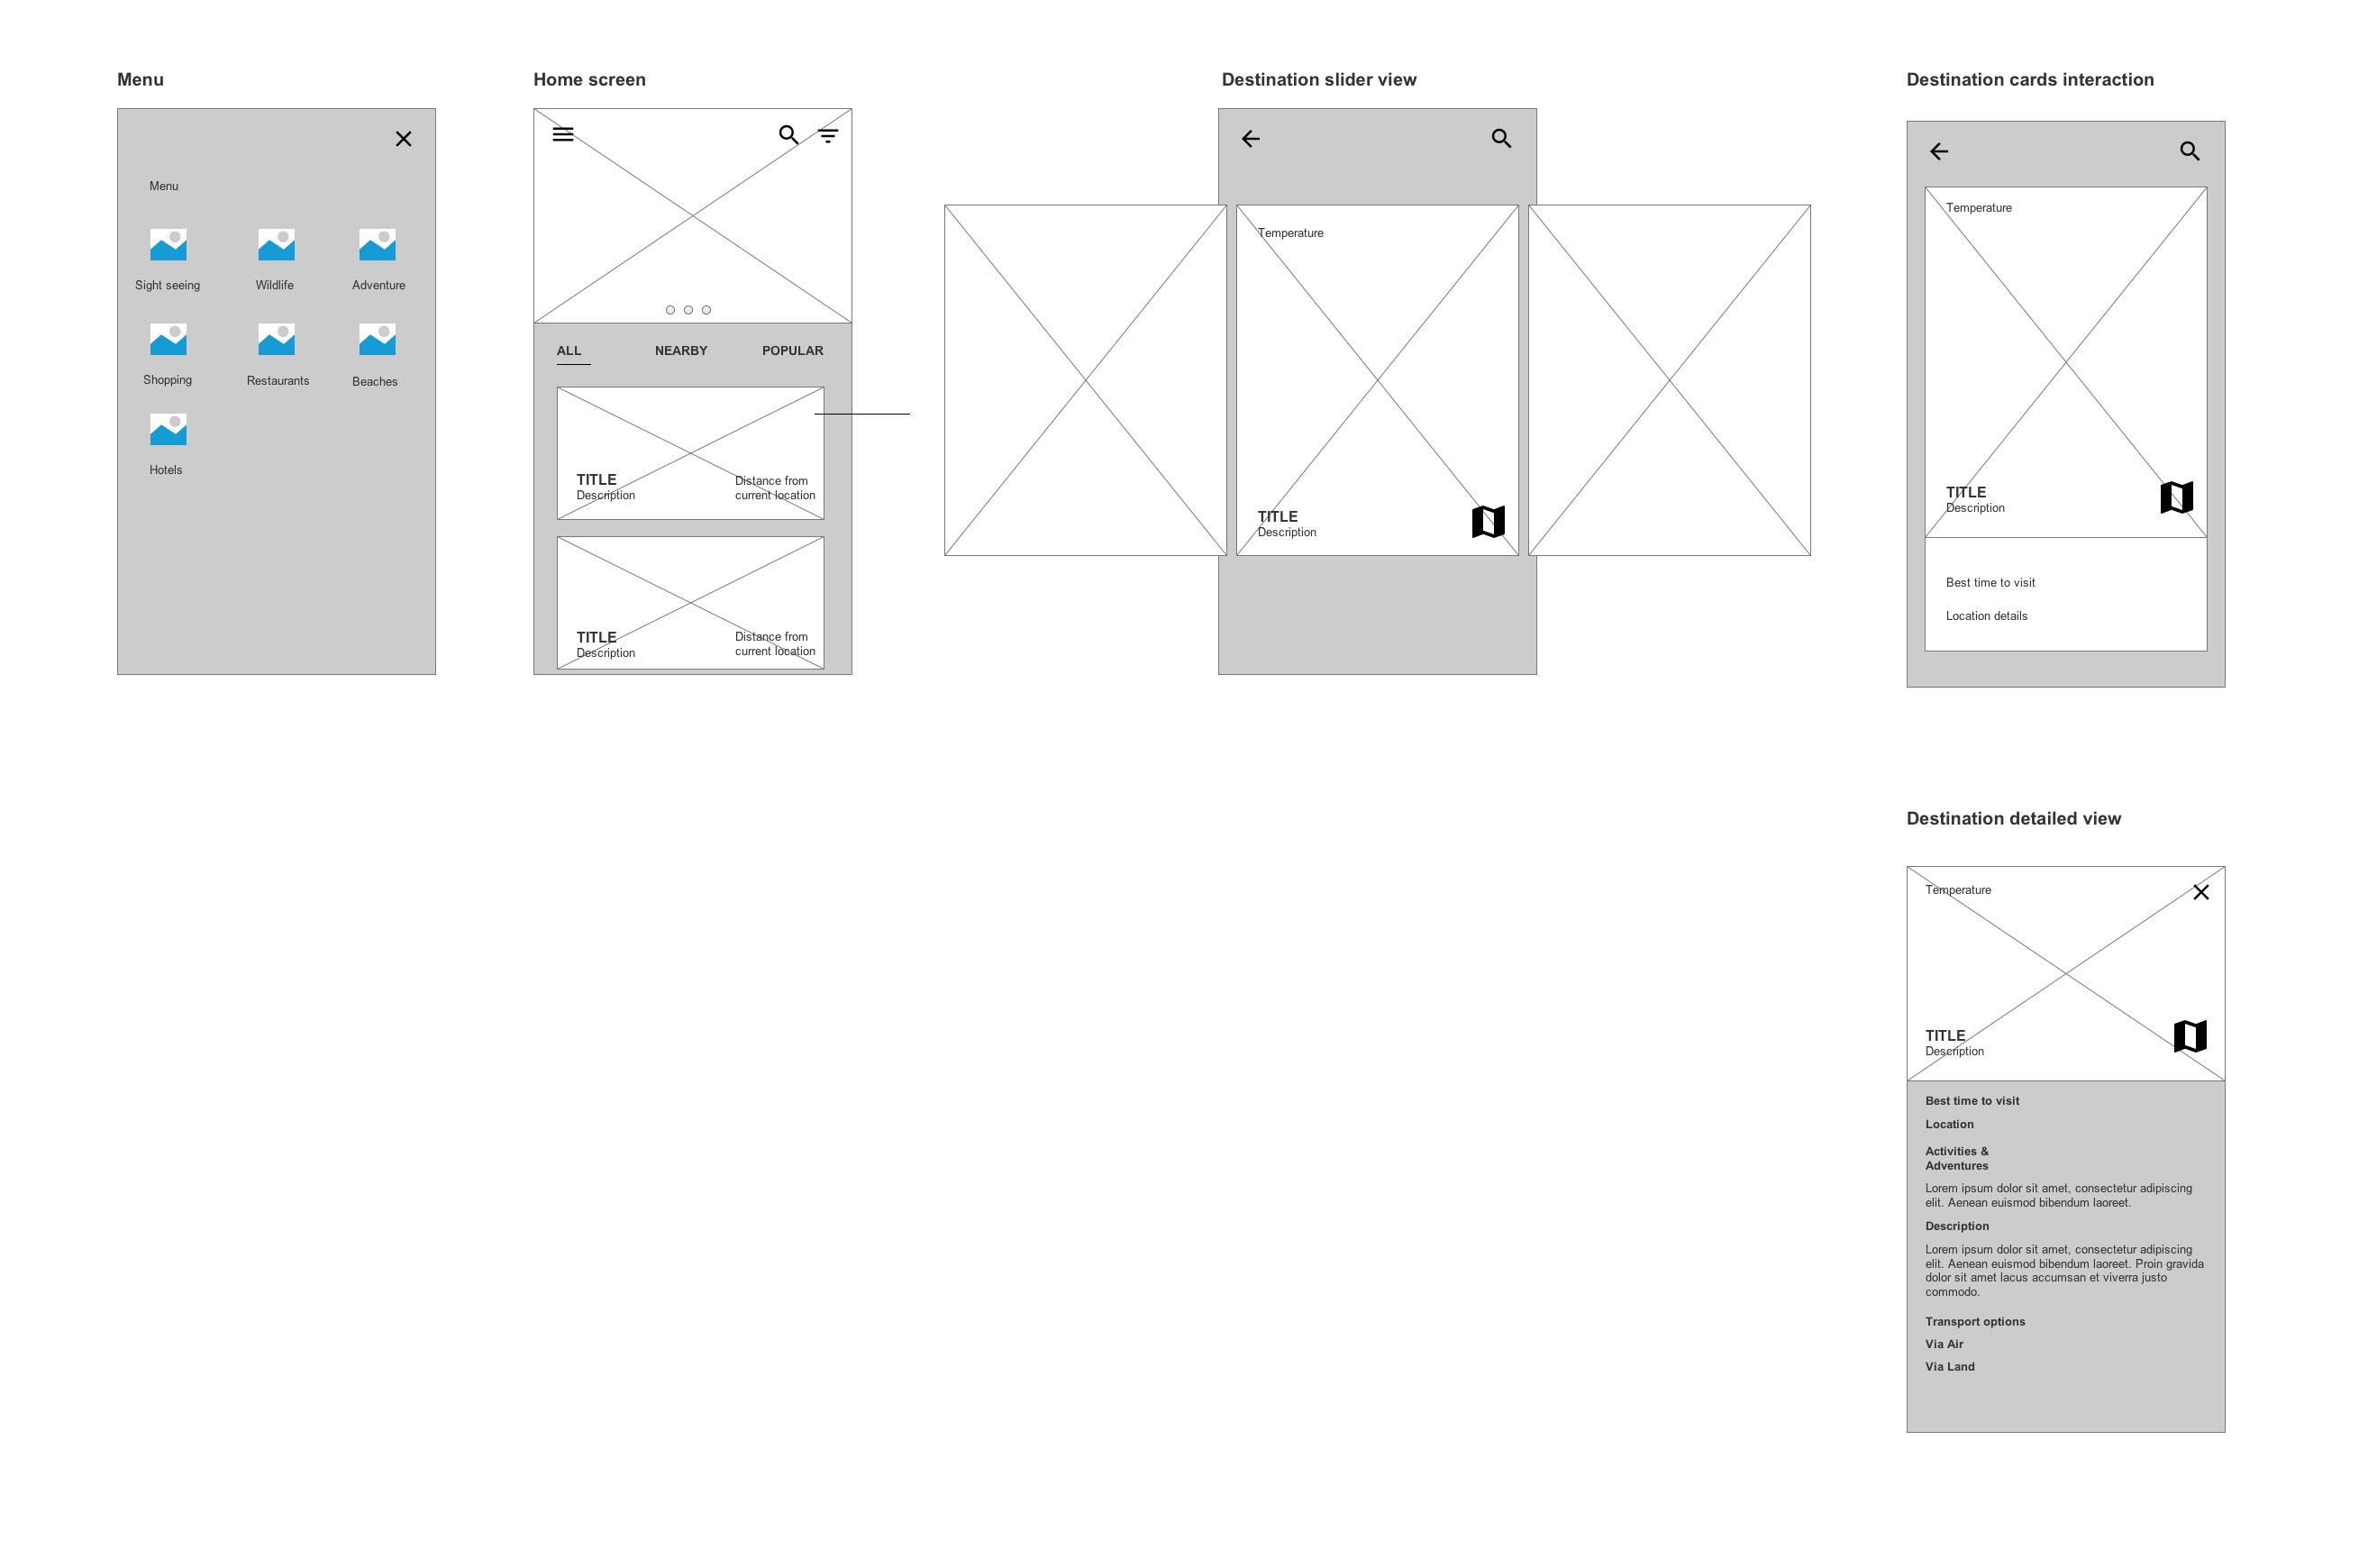 Menu
Menu
Sight seeing
Wildlife
Adventure
Shopping
Restaurants
Beaches
Hotels
Home screen
ALL
NEARBY
POPULAR
TITLE
Description
Distance from
current location
TITLE
Description
Distance from
current location
Destination slider view
Temperature
TITLE
Description
Destination cards interaction
Temperature
TITLE
Description
Best time to visit
Location details
Destination detailed view
Temperature
TITLE
Description
Best time to visit
Location
Activities &
Adventures
Lorem ipsum dolor sit amet, consectetur adipiscing
elit. Aenean euismod bibendum laoreet.
Description
Lorem ipsum dolor sit amet, consectetur adipiscing
elit. Aenean euismod bibendum laoreet. Proin gravida
dolor sit amet lacus accumsan et viverra justo
commodo.
Transport options
Via Air
Via Land